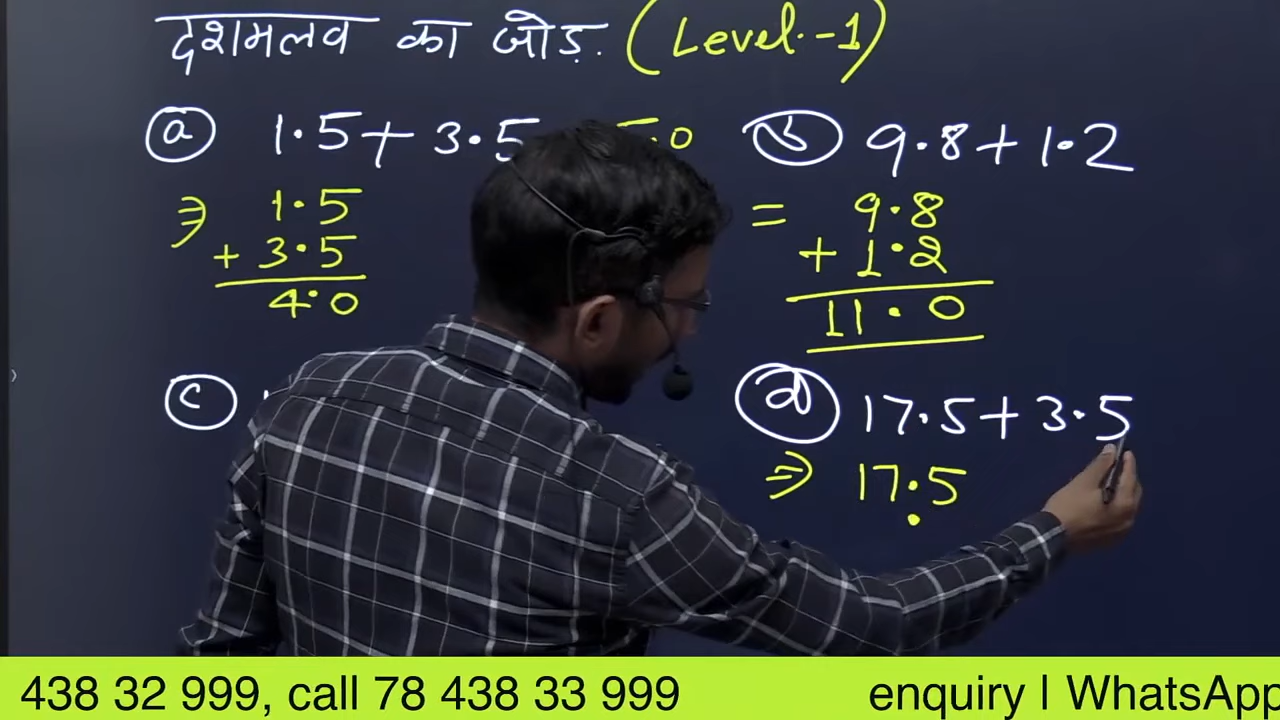 दशमलव का जोड़. (Level.-1)
(a) 1.5+3.5
⇒ 1.5
+ 3.5
4.0
(b) 9.8+1.2
= 9.8
+ 1.2
11.0
(c)
(d) 17.5+3.5
⇒ 17.5
.
438 32 999, call 78 438 33 999 enquiry | WhatsApp